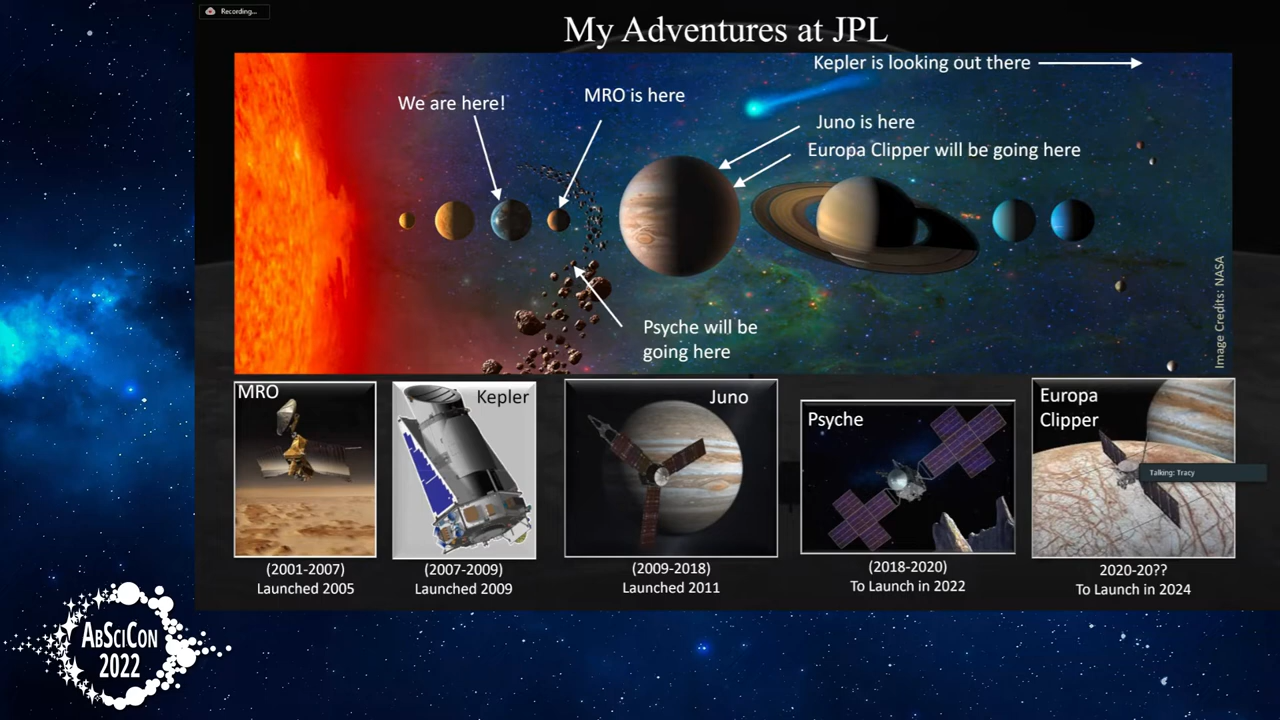 Recording...
My Adventures at JPL
Kepler is looking out there
We are here!
MRO is here
Juno is here
Europa Clipper will be going here
Psyche will be
going here
Image Credits: NASA
MRO
Kepler
Juno
Psyche
Europa
Clipper
Talking: Tracy
(2001-2007)
Launched 2005
(2007-2009)
Launched 2009
(2009-2018)
Launched 2011
(2018-2020)
To Launch in 2022
2020-20??
To Launch in 2024
ABSCICON
2022